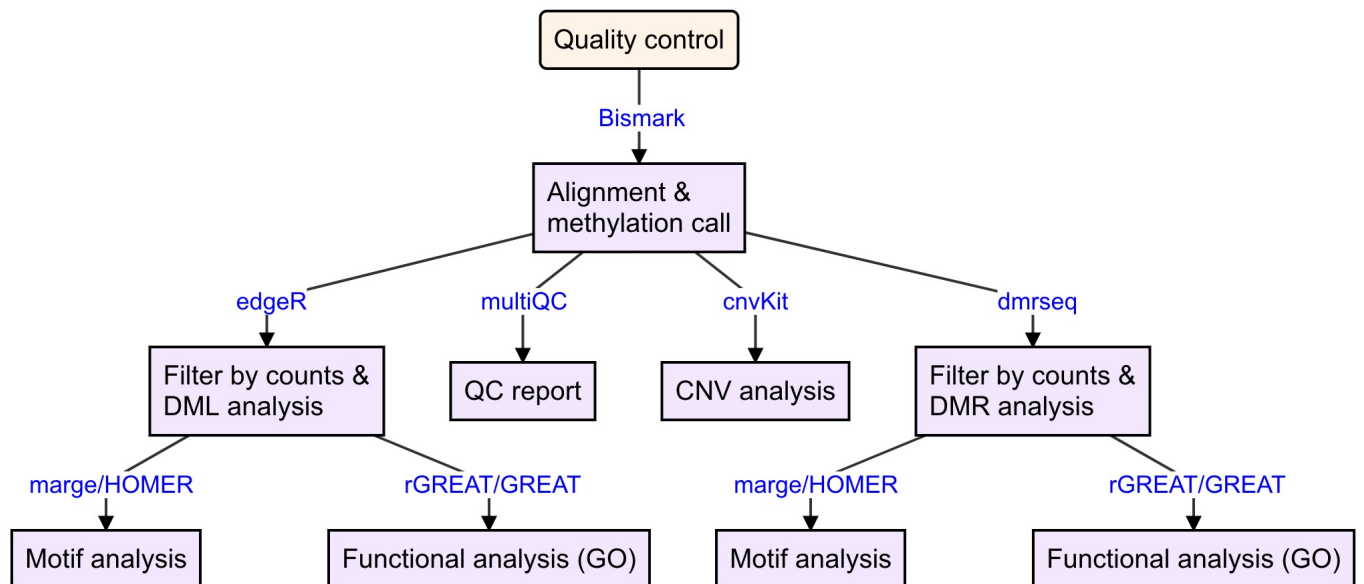 Quality control
Bismark
Alignment &
methylation call
edgeR
multiQC
cnvKit
dmrseq
Filter by counts &
DML analysis
QC report
CNV analysis
Filter by counts &
DMR analysis
marge/HOMER
rGREAT/GREAT
marge/HOMER
rGREAT/GREAT
Motif analysis
Functional analysis (GO)
Motif analysis
Functional analysis (GO)